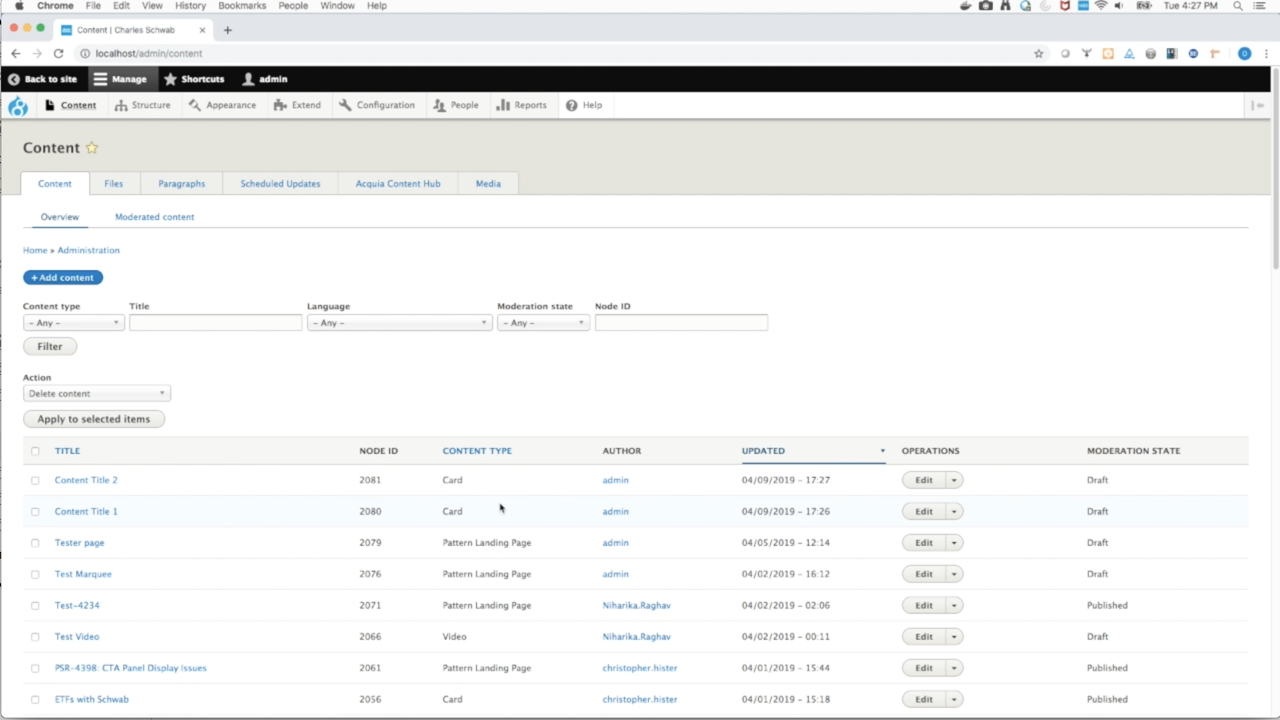 Chrome File Edit View History Bookmarks People Window Help Tue 4:27 PM
Content | Charles Schwab
localhost/admin/content
Back to site Manage Shortcuts admin
Content Structure Appearance Extend Configuration People Reports Help
Content
Content Files Paragraphs Scheduled Updates Acquia Content Hub Media
Overview Moderated content
Home » Administration
+ Add content
Content type Title Language Moderation state Node ID
- Any - - Any - - Any -
Filter
Action
Delete content
Apply to selected items
TITLE NODE ID CONTENT TYPE AUTHOR UPDATED OPERATIONS MODERATION STATE
Content Title 2 2081 Card admin 04/09/2019 - 17:27 Edit Draft
Content Title 1 2080 Card admin 04/09/2019 - 17:26 Edit Draft
Tester page 2079 Pattern Landing Page admin 04/05/2019 - 12:14 Edit Draft
Test Marquee 2076 Pattern Landing Page admin 04/02/2019 - 16:12 Edit Draft
Test-4234 2071 Pattern Landing Page Niharika.Raghav 04/02/2019 - 02:06 Edit Published
Test Video 2066 Video Niharika.Raghav 04/02/2019 - 00:11 Edit Draft
PSR-4398: CTA Panel Display Issues 2061 Pattern Landing Page christopher.hister 04/01/2019 - 15:44 Edit Published
ETFs with Schwab 2056 Card christopher.hister 04/01/2019 - 15:18 Edit Published